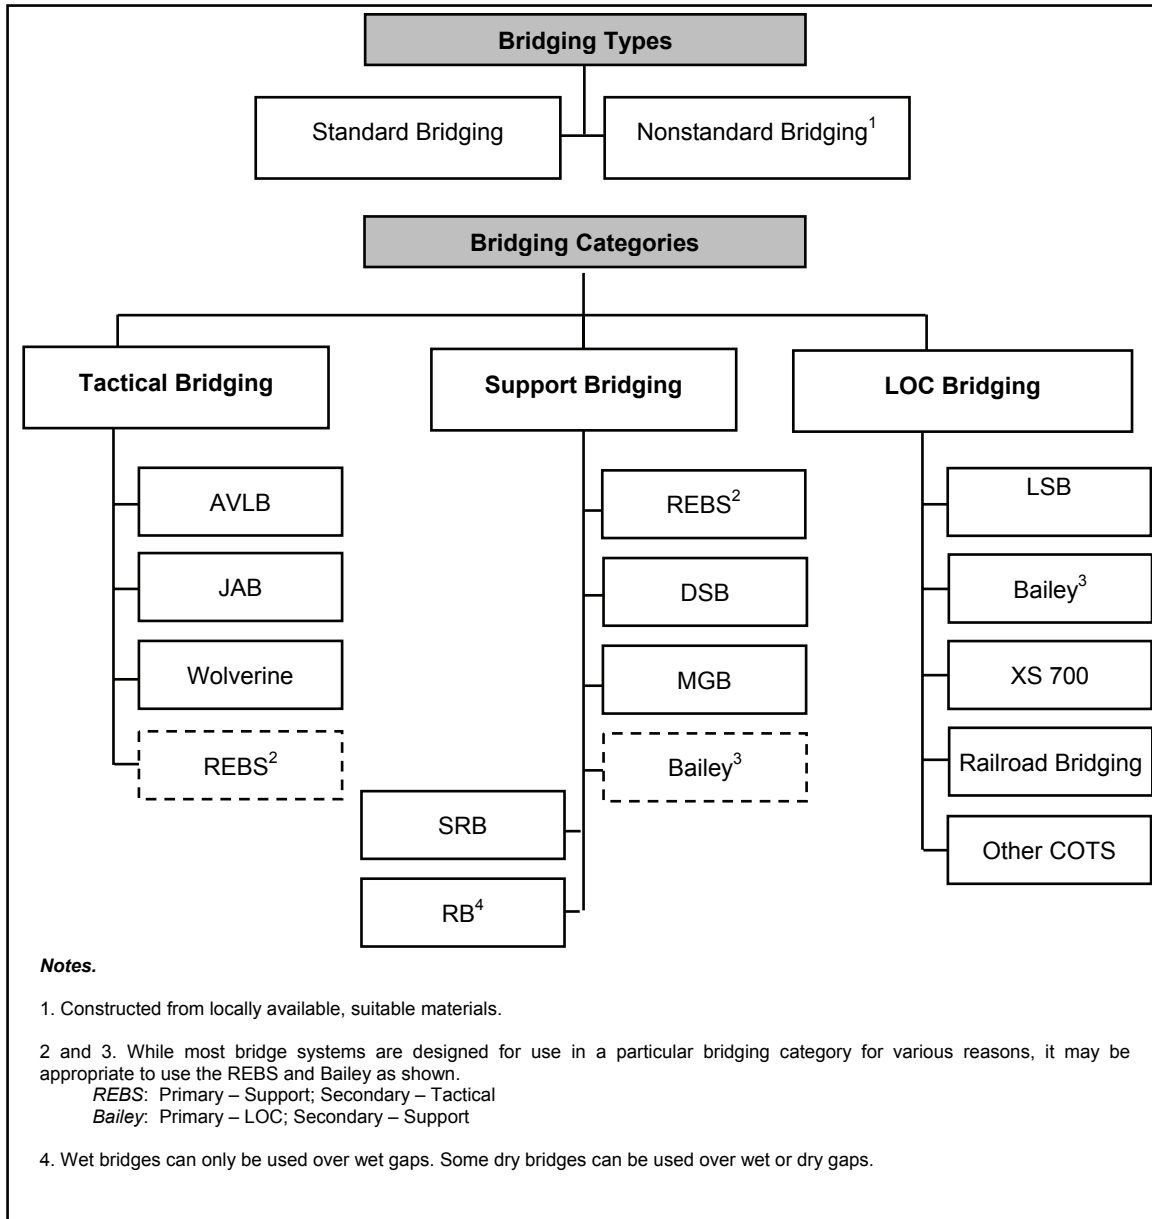 Bridging Types
Standard Bridging
Nonstandard Bridging1
Bridging Categories
Tactical Bridging
Support Bridging
LOC Bridging
AVLB
JAB
Wolverine
REBS2
REBS2
DSB
MGB
Bailey3
SRB
RB4
LSB
Bailey3
XS 700
Railroad Bridging
Other COTS
Notes.
1. Constructed from locally available, suitable materials.
2 and 3. While most bridge systems are designed for use in a particular bridging category for various reasons, it may be
appropriate to use the REBS and Bailey as shown.
REBS: Primary – Support; Secondary – Tactical
Bailey: Primary – LOC; Secondary – Support
4. Wet bridges can only be used over wet gaps. Some dry bridges can be used over wet or dry gaps.